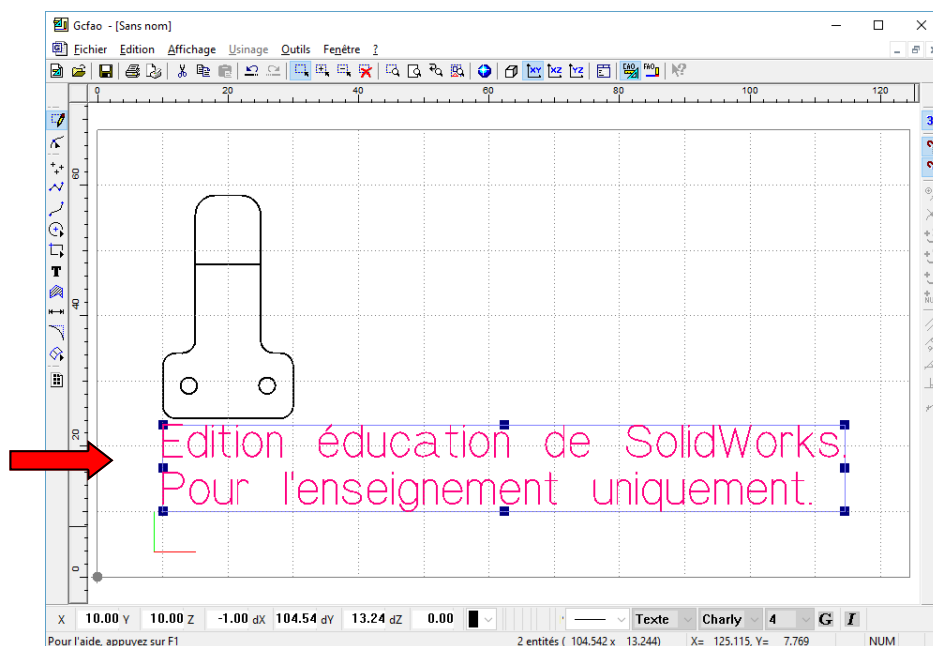 Gcfao - [Sans nom]
Fichier Edition Affichage Usinage Outils Fenêtre ?
0 20 40 60 80 100 120
60
40
20
0
3
T
Edition éducation de SolidWorks.
Pour l'enseignement uniquement.
X 10.00 Y 10.00 Z -1.00 dX 104.54 dY 13.24 dZ 0.00 Texte Charly 4 G I
Pour l'aide, appuyez sur F1 2 entités ( 104.542 x 13.244) X= 125.115, Y= 7.769 NUM